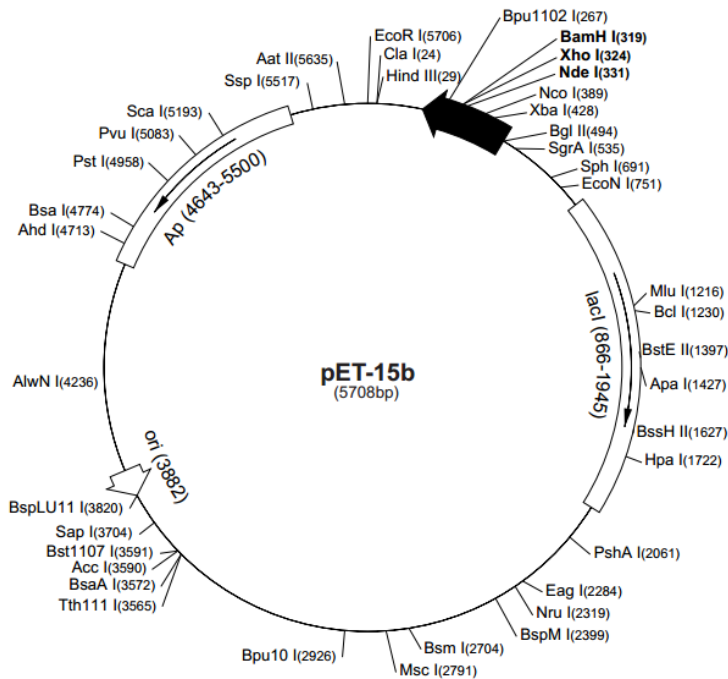 EcoR I(5706)
Cla I(24)
Hind III(29)
Bpu1102 I(267)
BamH I(319)
Xho I(324)
Nde I(331)
Nco I(389)
Xba I(428)
Bgl II(494)
SgrA I(535)
Sph I(691)
EcoN I(751)
lacI (866-1945)
Mlu I(1216)
Bcl I(1230)
BstE II(1397)
Apa I(1427)
BssH II(1627)
Hpa I(1722)
PshA I(2061)
Eag I(2284)
Nru I(2319)
BspM I(2399)
Bsm I(2704)
Msc I(2791)
Bpu10 I(2926)
Tth111 I(3565)
BsaA I(3572)
Acc I(3590)
Bst1107 I(3591)
Sap I(3704)
BspLU11 I(3820)
ori (3882)
AlwN I(4236)
Ap (4643-5500)
Ahd I(4713)
Bsa I(4774)
Pst I(4958)
Pvu I(5083)
Sca I(5193)
Ssp I(5517)
Aat II(5635)
pET-15b
(5708bp)